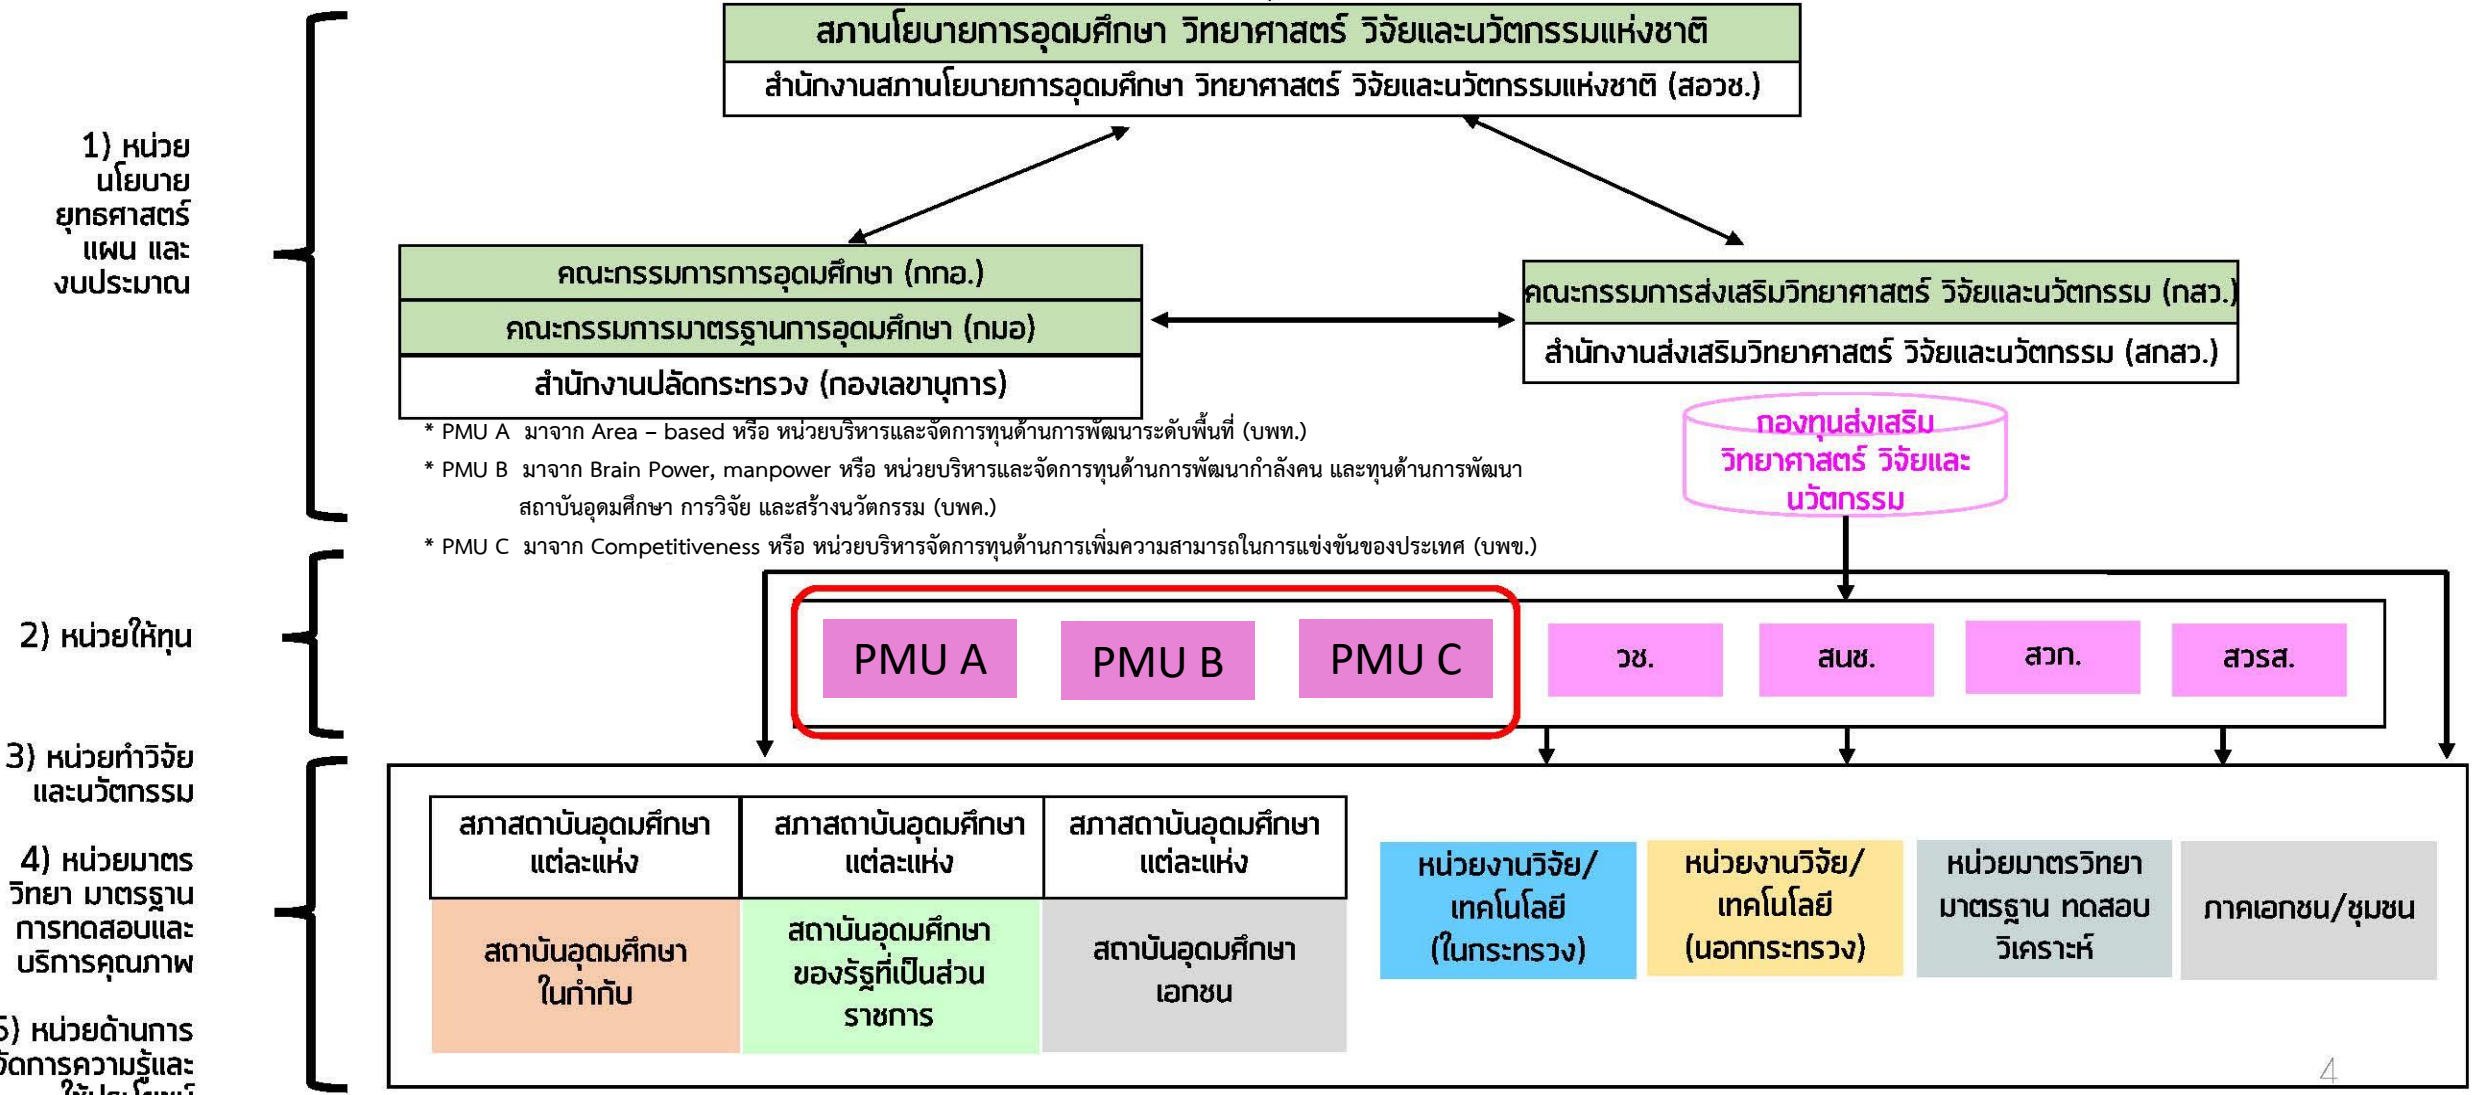 สภานโยบายการอุดมศึกษา วิทยาศาสตร์ วิจัยและนวัตกรรมแห่งชาติ
สำนักงานสภานโยบายการอุดมศึกษา วิทยาศาสตร์ วิจัยและนวัตกรรมแห่งชาติ (สอวช.)
1) หน่วย
นโยบาย
ยุทธศาสตร์
แผน และ
งบประมาณ
คณะกรรมการการอุดมศึกษา (กกอ.)
คณะกรรมการมาตรฐานการอุดมศึกษา (กมอ)
สำนักงานปลัดกระทรวง (กองเลขานุการ)
คณะกรรมการส่งเสริมวิทยาศาสตร์ วิจัยและนวัตกรรม (กสว.)
สำนักงานส่งเสริมวิทยาศาสตร์ วิจัยและนวัตกรรม (สกสว.)
* PMU A มาจาก Area – based หรือ หน่วยบริหารและจัดการทุนด้านการพัฒนาระดับพื้นที่ (บพท.)
* PMU B มาจาก Brain Power, manpower หรือ หน่วยบริหารและจัดการทุนด้านการพัฒนากำลังคน และทุนด้านการพัฒนา
สถาบันอุดมศึกษา การวิจัย และสร้างนวัตกรรม (บพค.)
* PMU C มาจาก Competitiveness หรือ หน่วยบริหารจัดการทุนด้านการเพิ่มความสามารถในการแข่งขันของประเทศ (บพข.)
กองทุนส่งเสริม
วิทยาศาสตร์ วิจัยและ
นวัตกรรม
2) หน่วยให้ทุน
PMU A
PMU B
PMU C
วช.
สนช.
สวก.
สวรส.
3) หน่วยทำวิจัย
และนวัตกรรม
4) หน่วยมาตร
วิทยา มาตรฐาน
การทดสอบและ
บริการคุณภาพ
5) หน่วยด้านการ
จัดการความรู้และ
ใช้ประโยชน์
สภาสถาบันอุดมศึกษา
แต่ละแห่ง
สภาสถาบันอุดมศึกษา
แต่ละแห่ง
สภาสถาบันอุดมศึกษา
แต่ละแห่ง
สถาบันอุดมศึกษา
ในกำกับ
สถาบันอุดมศึกษา
ของรัฐที่เป็นส่วน
ราชการ
สถาบันอุดมศึกษา
เอกชน
หน่วยงานวิจัย/
เทคโนโลยี
(ในกระทรวง)
หน่วยงานวิจัย/
เทคโนโลยี
(นอกกระทรวง)
หน่วยมาตรวิทยา
มาตรฐาน ทดสอบ
วิเคราะห์
ภาคเอกชน/ชุมชน
4